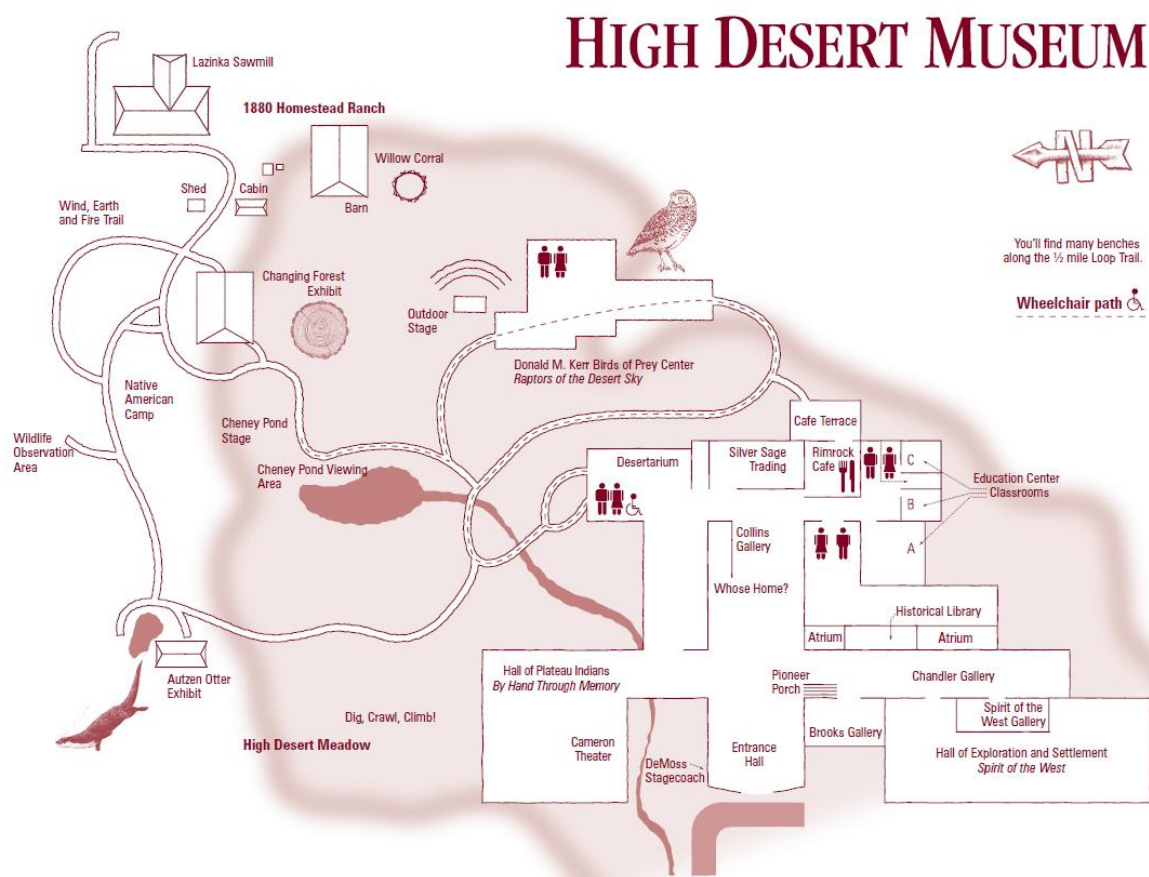 HIGH DESERT MUSEUM
Lazinka Sawmill
1880 Homestead Ranch
Willow Corral
Shed
Cabin
Barn
Wind, Earth
and Fire Trail
N
You'll find many benches
along the ½ mile Loop Trail.
Wheelchair path
Changing Forest
Exhibit
Outdoor
Stage
Donald M. Kerr Birds of Prey Center
Raptors of the Desert Sky
Native
American
Camp
Cheney Pond
Stage
Cafe Terrace
Wildlife
Observation
Area
Cheney Pond Viewing
Area
Desertarium
Silver Sage
Trading
Rimrock
Cafe
C
B
A
Education Center
Classrooms
Collins
Gallery
Whose Home?
Historical Library
Atrium
Atrium
Autzen Otter
Exhibit
Hall of Plateau Indians
By Hand Through Memory
Pioneer
Porch
Chandler Gallery
Dig, Crawl, Climb!
High Desert Meadow
Cameron
Theater
DeMoss
Stagecoach
Entrance
Hall
Brooks Gallery
Spirit of the
West Gallery
Hall of Exploration and Settlement
Spirit of the West